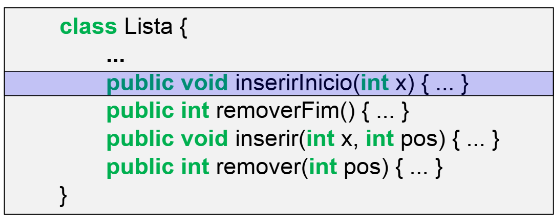 class Lista {
...
public void inserirInicio(int x) { ... }
public int removerFim() { ... }
public void inserir(int x, int pos) { ... }
public int remover(int pos) { ... }
}